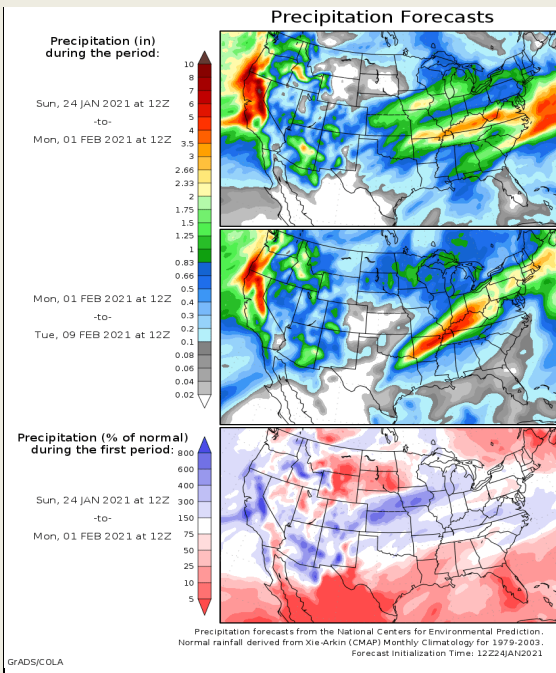 Precipitation Forecasts
Precipitation (in)
during the period:
Sun, 24 JAN 2021 at 12Z
-to-
Mon, 01 FEB 2021 at 12Z
10
8
7
6
5
4
3.5
3
2.66
2.33
2
1.75
1.5
1.25
1
0.83
0.66
0.5
0.4
0.3
0.2
0.1
0.08
0.06
0.04
0.02
Mon, 01 FEB 2021 at 12Z
-to-
Tue, 09 FEB 2021 at 12Z
Precipitation (% of normal)
during the first period:
Sun, 24 JAN 2021 at 12Z
-to-
Mon, 01 FEB 2021 at 12Z
800
600
400
300
150
75
50
25
10
5
Precipitation forecasts from the National Centers for Environmental Prediction.
Normal rainfall derived from Xie-Arkin (CMAP) Monthly Climatology for 1979-2003.
Forecast Initialization Time: 12Z24JAN2021
GrADS/COLA